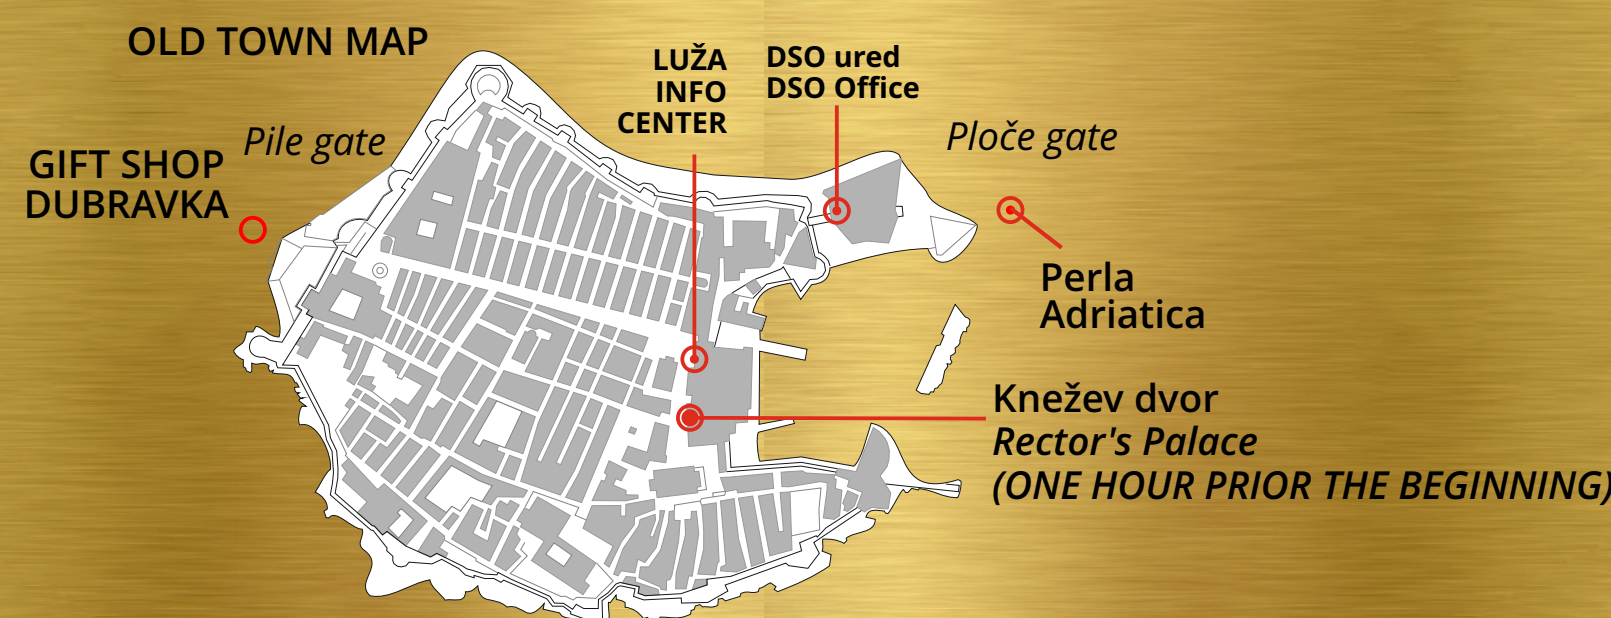 OLD TOWN MAP
LUŽA
INFO
CENTER
DSO ured
DSO Office
Pile gate
Ploče gate
GIFT SHOP
DUBRAVKA
Perla
Adriatica
Knežev dvor
Rector's Palace
(ONE HOUR PRIOR THE BEGINNING)